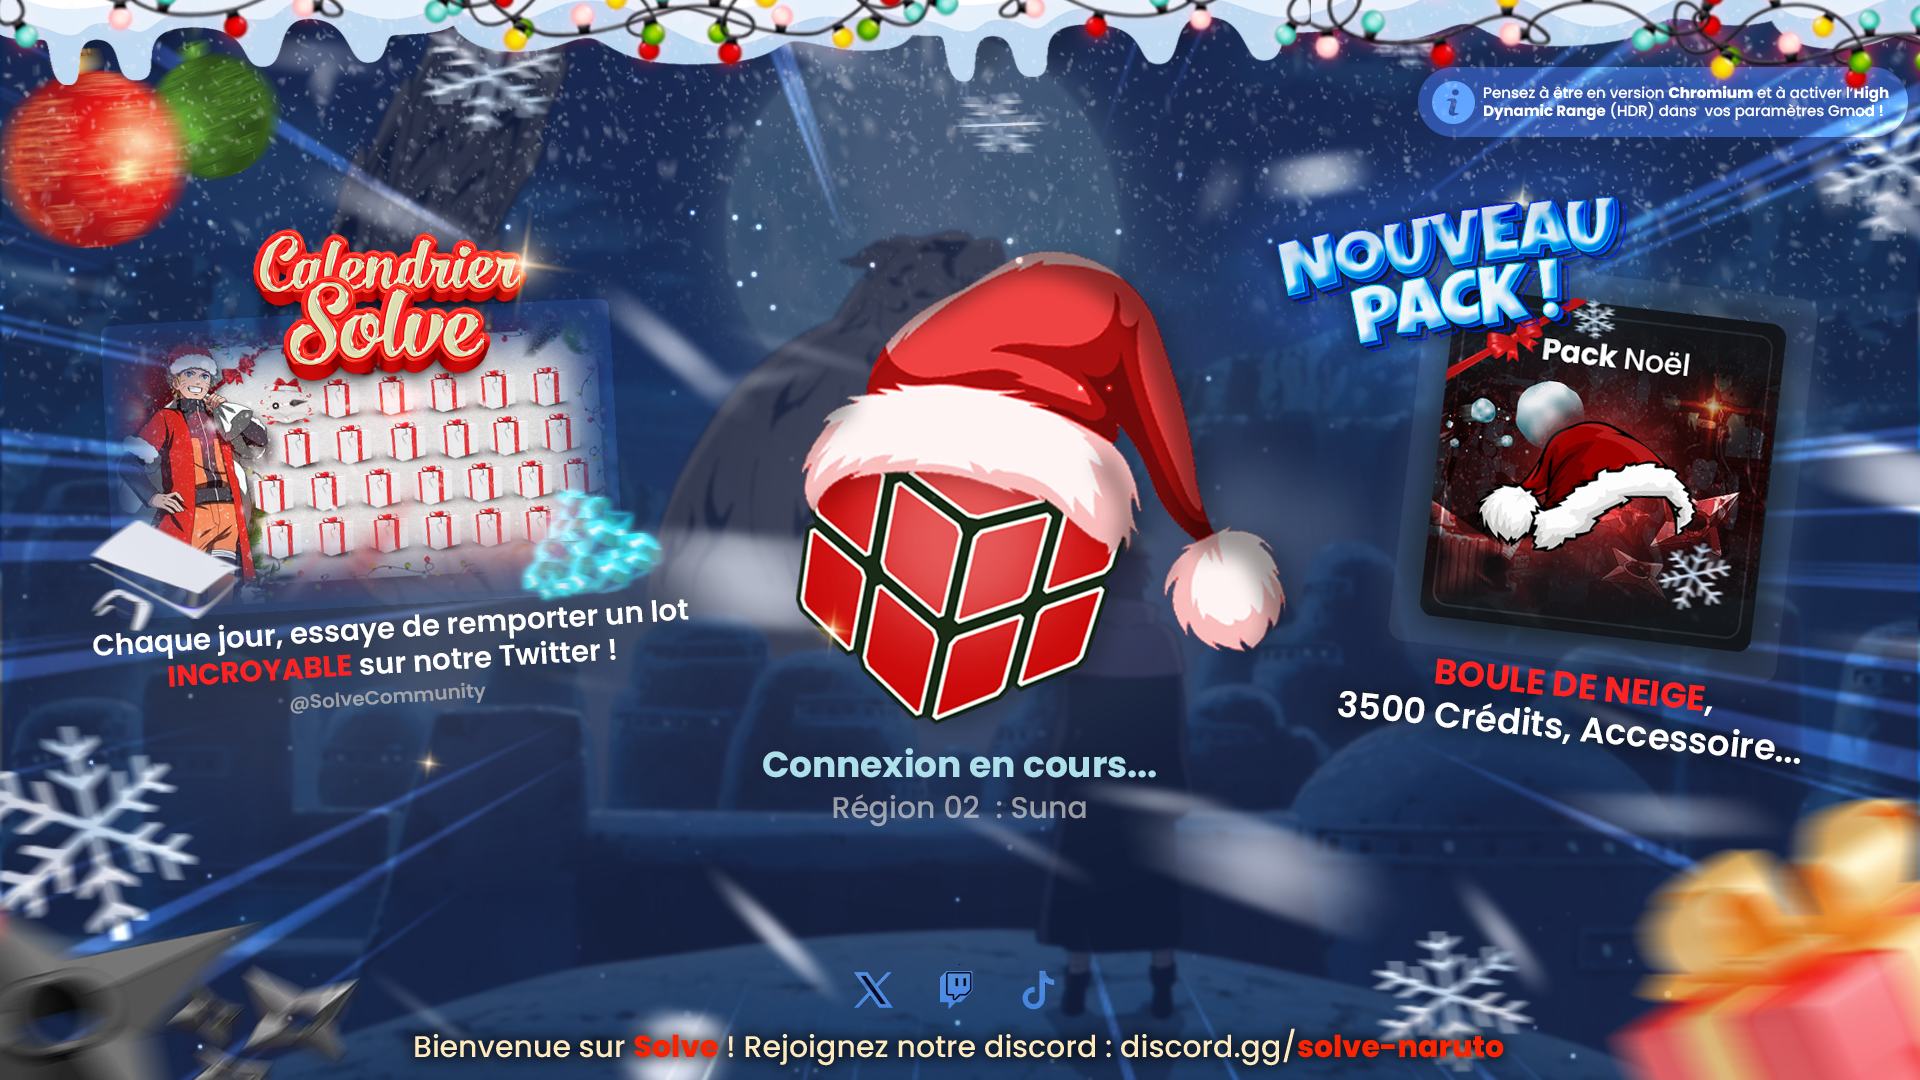 Pensez à être en version Chromium et à activer l'High
Dynamic Range (HDR) dans  vos paramètres Gmod !
Calendrier
Solve
NOUVEAU
PACK !
Pack Noël
Chaque jour, essaye de remporter un lot
INCROYABLE sur notre Twitter !
@SolveCommunity
BOULE DE NEIGE,
3500 Crédits, Accessoire...
Connexion en cours...
Région 02  : Suna
Bienvenue sur Solve ! Rejoignez notre discord : discord.gg/solve-naruto